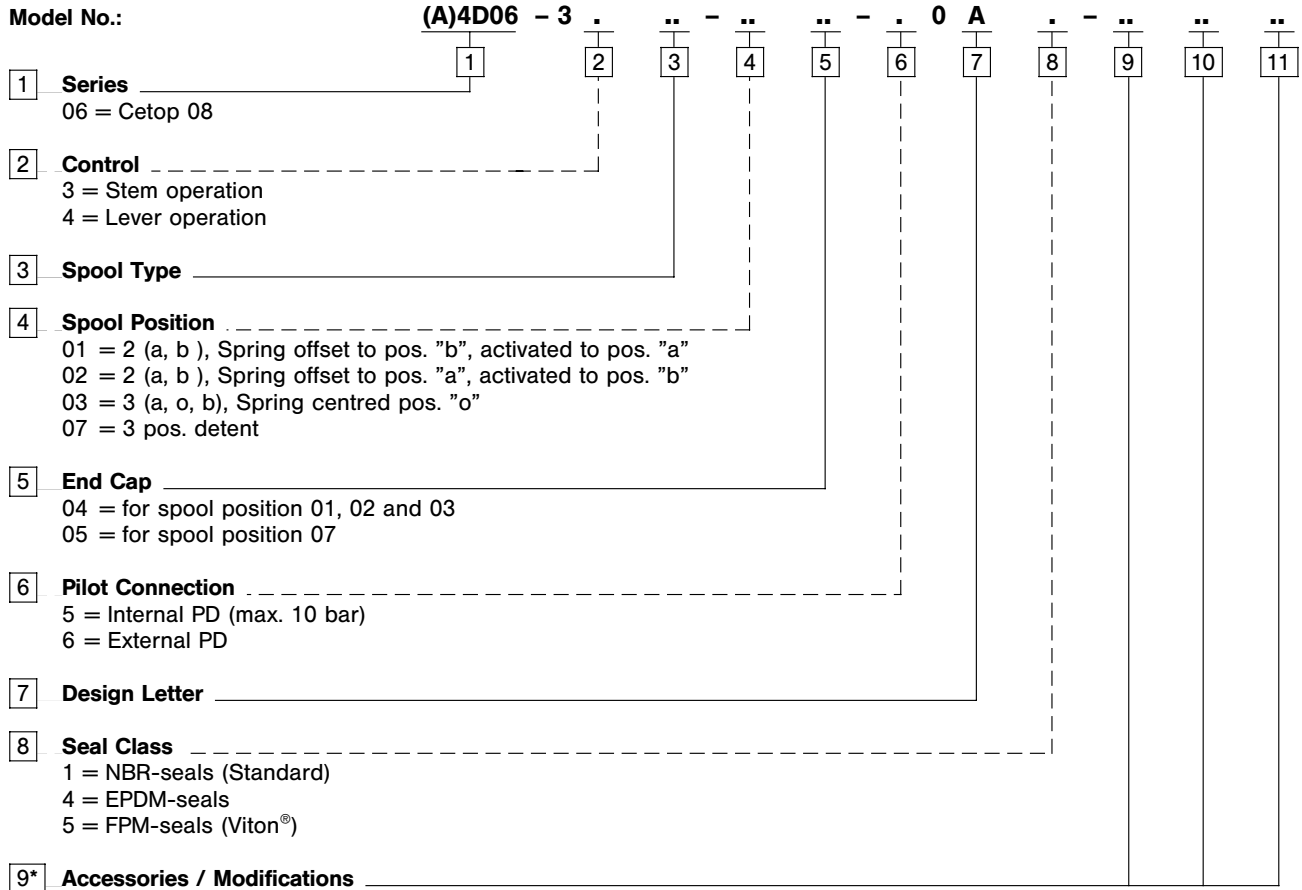 Model No.: (A)4D06 – 3 . .. – .. .. – . 0 A . – .. .. ..
1 2 3 4 5 6 7 8 9 10 11
1 Series
06 = Cetop 08
2 Control
3 = Stem operation
4 = Lever operation
3 Spool Type
4 Spool Position
01 = 2 (a, b ), Spring offset to pos. ”b”, activated to pos. ”a”
02 = 2 (a, b ), Spring offset to pos. ”a”, activated to pos. ”b”
03 = 3 (a, o, b), Spring centred pos. ”o”
07 = 3 pos. detent
5 End Cap
04 = for spool position 01, 02 and 03
05 = for spool position 07
6 Pilot Connection
5 = Internal PD (max. 10 bar)
6 = External PD
7 Design Letter
8 Seal Class
1 = NBR-seals (Standard)
4 = EPDM-seals
5 = FPM-seals (Viton®)
9* Accessories / Modifications